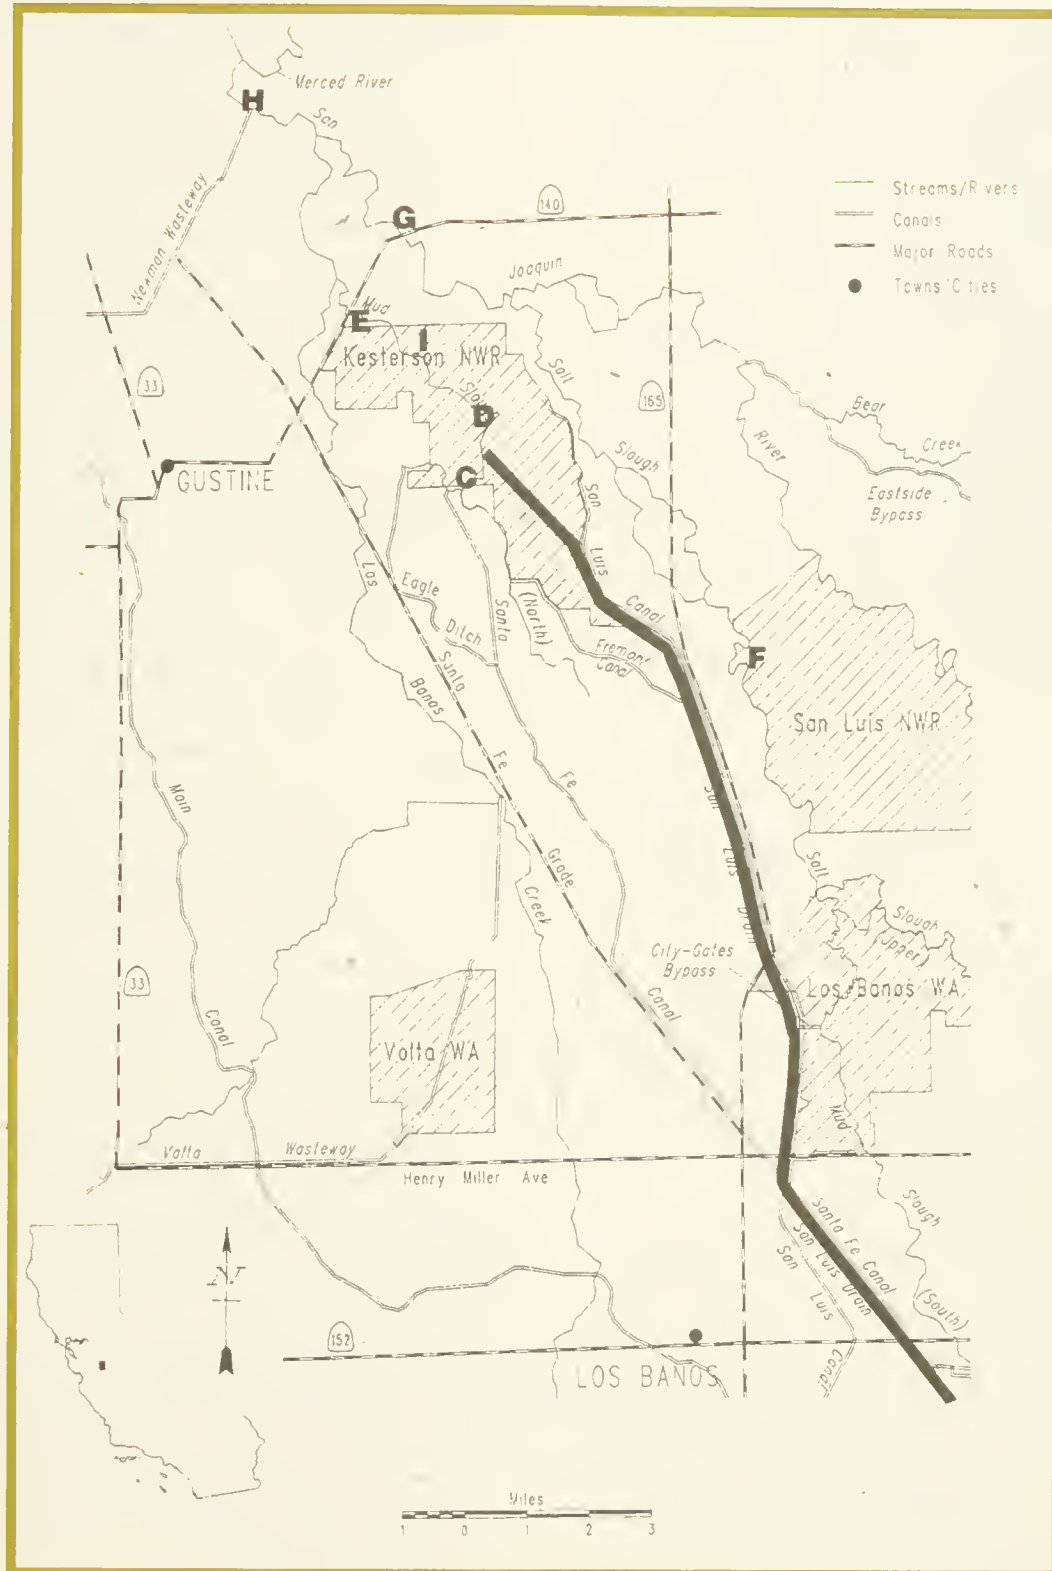 Merced River
H
San
Newman Wasteway
Streams/Rivers
Canals
Major Roads
Towns/Cities
G
140
Joaquin
Mud
E
I
Kesterson NWR
Salt
33
Slough
D
165
Bear
Creek
River
Slough
GUSTINE
C
San
Eastside
Bypass
Luis
Los
Eagle
Ditch
Santa
(North)
Canal
Fremont
Canal
F
Santa
Banos
San Luis NWR
Fe
Fe
Main
San
Luis
Drain
Grade
Creek
Salt
Slough
(Upper)
City-Gates
Bypass
33
Canal
Canal
Los Banos WA
Volta WA
Mud
Volta
Wasteway
Henry Miller Ave
Slough
Santa Fe Canal
San Luis Drain
San
Luis
Canal
(South)
N
152
LOS BANOS
Miles
1 0 1 2 3